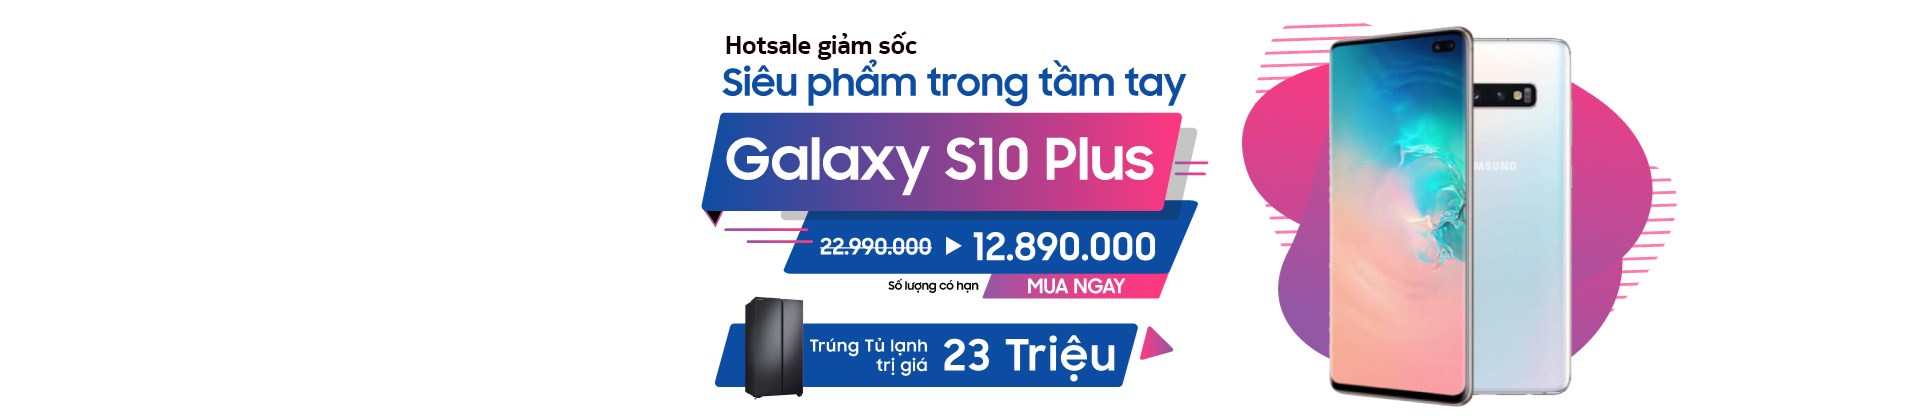 Hotsale giảm sốc
Siêu phẩm trong tầm tay
Galaxy S10 Plus
22.990.000 ▶ 12.890.000
Số lượng có hạn MUA NGAY
Trúng Tủ lạnh
trị giá
23 Triệu
MSUNG